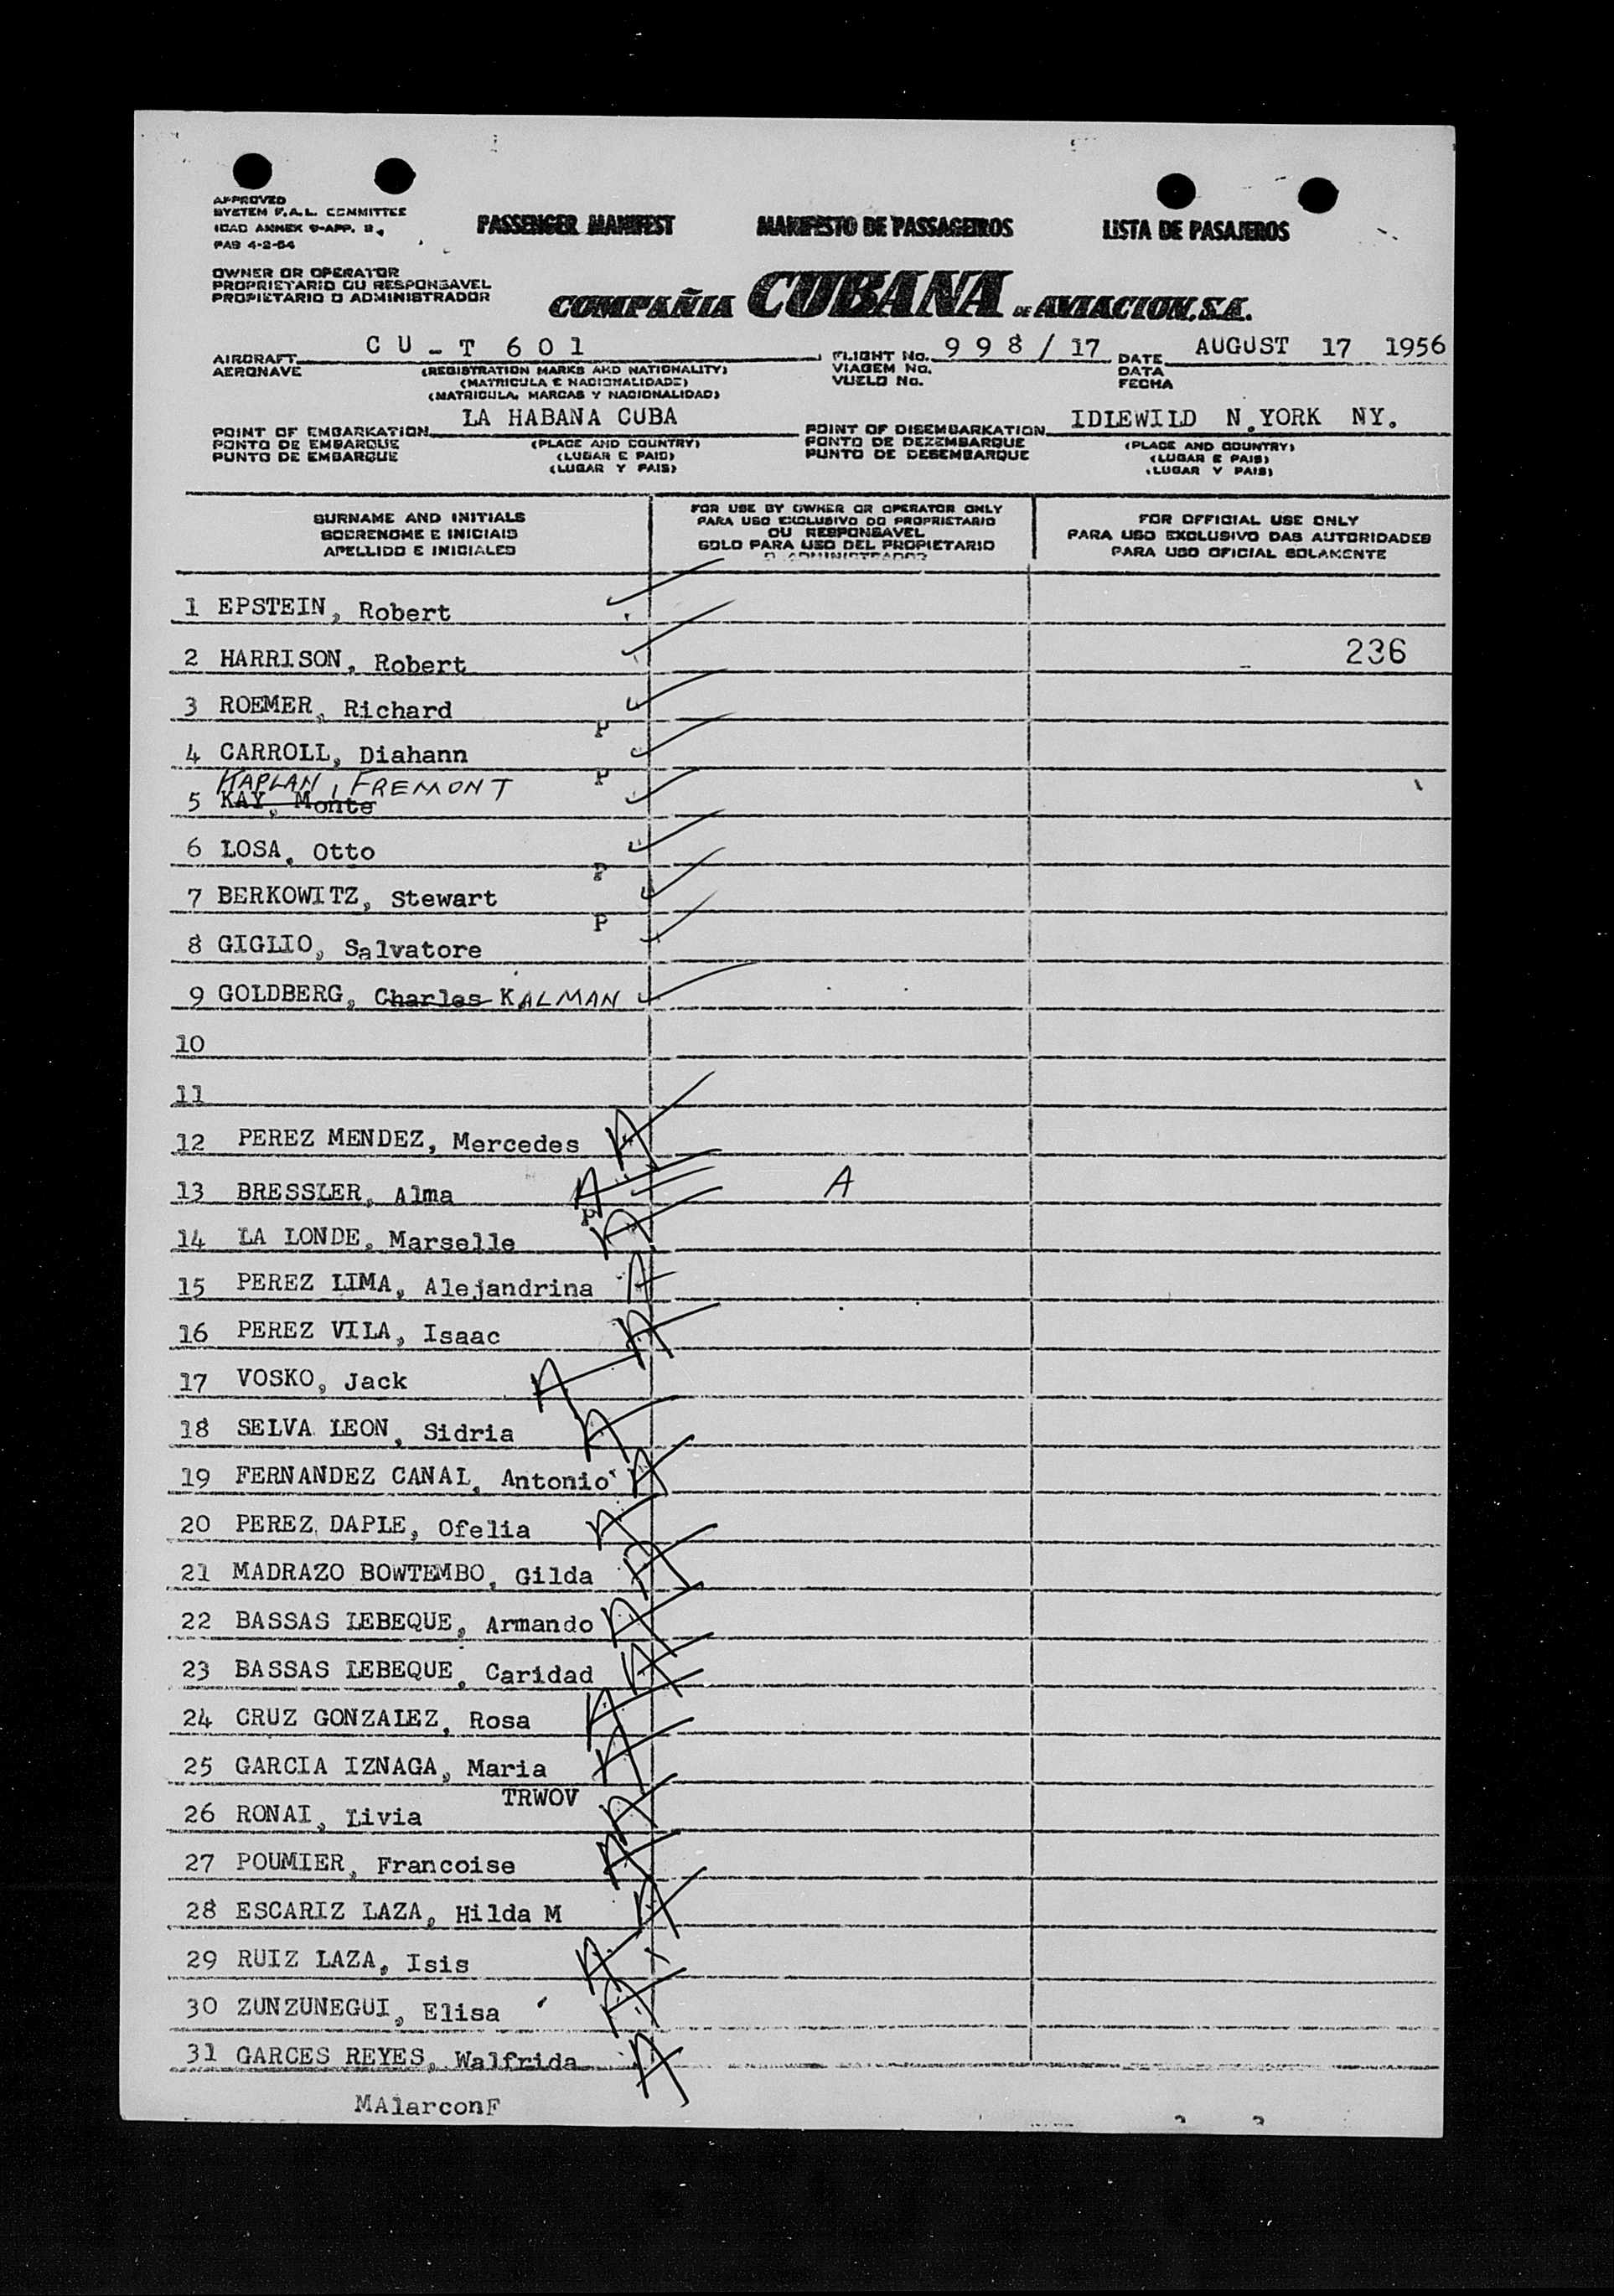 APPROVED
SYSTEM F.A.L. COMMITTEE
ICAO ANNEX 9-APP. 2
PAS 4-2-54
PASSENGER MANIFEST MANIFESTO DE PASSAGEIROS LISTA DE PASAJEROS
OWNER OR OPERATOR
PROPRIETARIO OU RESPONSAVEL
PROPIETARIO O ADMINISTRADOR
COMPAÑIA CUBANA DE AVIACION, S.A.
AIRCRAFT CU-T 601 FLIGHT No. 998/17 DATE AUGUST 17 1956
AERONAVE (REGISTRATION MARKS AND NATIONALITY) VIAGEM No. DATA
(MATRICULA E NACIONALIDADE) VUELO No. FECHA
(MATRICULA, MARCAS Y NACIONALIDAD)
POINT OF EMBARKATION LA HABANA CUBA POINT OF DISEMBARKATION IDLEWILD N.YORK NY.
PONTO DE EMBARQUE (PLACE AND COUNTRY) PONTO DE DEZEMBARQUE (PLACE AND COUNTRY)
PUNTO DE EMBARQUE (LUGAR E PAIS) PUNTO DE DESEMBARQUE (LUGAR E PAIS)
(LUGAR Y PAIS) (LUGAR Y PAIS)
SURNAME AND INITIALS
SOBRENOME E INICIAIS
APELLIDO E INICIALES
FOR USE BY OWNER OR OPERATOR ONLY
PARA USO EXCLUSIVO DO PROPRIETARIO
OU RESPONSAVEL
SOLO PARA USO DEL PROPIETARIO
O ADMINISTRADOR
FOR OFFICIAL USE ONLY
PARA USO EXCLUSIVO DAS AUTORIDADES
PARA USO OFICIAL SOLAMENTE
1 EPSTEIN, Robert
2 HARRISON, Robert 236
3 ROEMER, Richard
P
4 CARROLL, Diahann
P
KAPLAN, FREMONT
5 KAY, Monte
6 LOSA, Otto
P
7 BERKOWITZ, Stewart
P
8 GIGLIO, Salvatore
9 GOLDBERG, Charles KALMAN
10
11
12 PEREZ MENDEZ, Mercedes A
13 BRESSLER, Alma A A
P
14 LA LONDE, Marselle A
15 PEREZ LIMA, Alejandrina A
16 PEREZ VILA, Isaac A
17 VOSKO, Jack A
18 SELVA LEON, Sidria A
19 FERNANDEZ CANAL, Antonio A
20 PEREZ DAPLE, Ofelia A
21 MADRAZO BOWTEMBO, Gilda A
22 BASSAS LEBEQUE, Armando A
23 BASSAS LEBEQUE, Caridad A
24 CRUZ GONZALEZ, Rosa A
25 GARCIA IZNAGA, Maria A
TRWOV
26 RONAI, Livia A
27 POUMIER, Francoise A
28 ESCARIZ LAZA, Hilda M A
29 RUIZ LAZA, Isis A
30 ZUNZUNEGUI, Elisa A
31 GARCES REYES, Walfrida A
MAlarconF